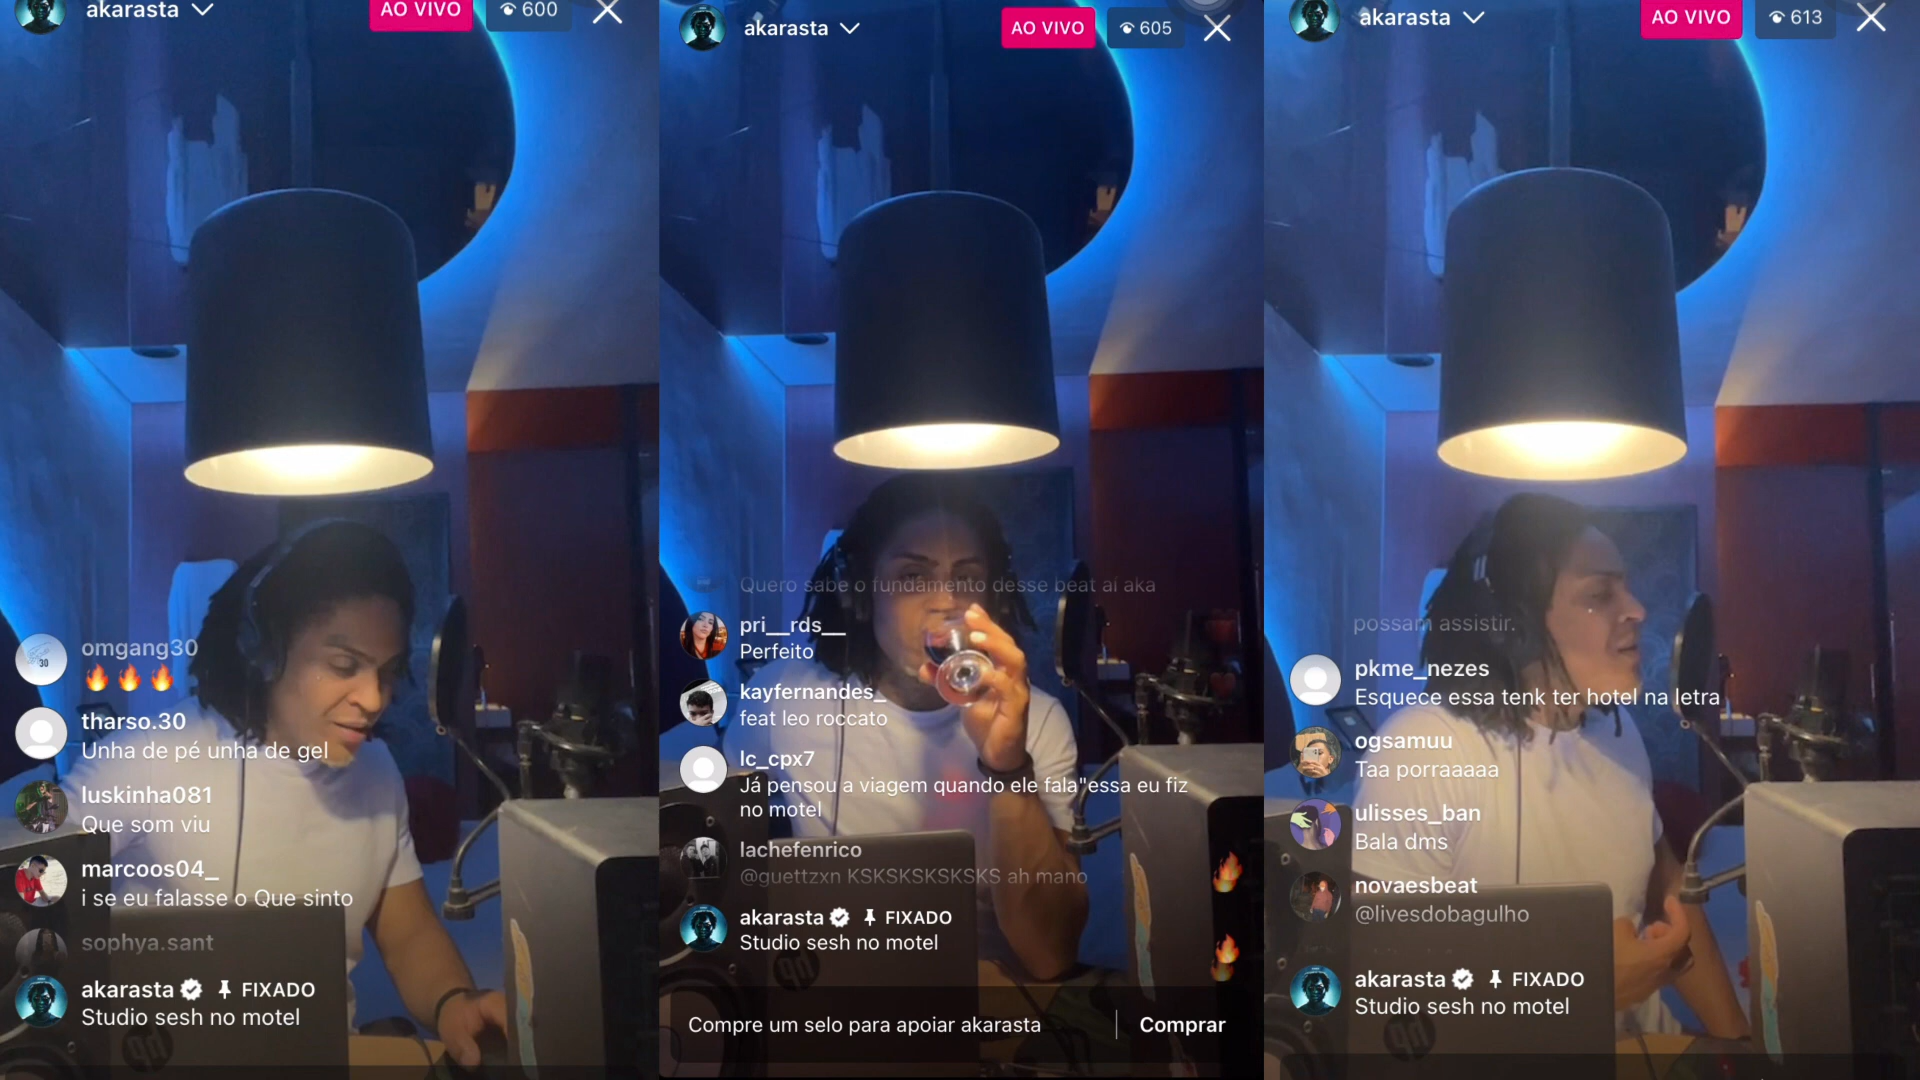 akarasta
AO VIVO
600
omgang30
🔥🔥🔥
30
tharso.30
Unha de pé unha de gel
luskinha081
Que som viu
marcoos04_
i se eu falasse o Que sinto
sophya.sant
akarasta FIXADO
Studio sesh no motel
hp
akarasta
AO VIVO
605
Quero sabe o fundamento desse beat ai aka
pri__rds__
Perfeito
kayfernandes_
feat leo roccato
lc_cpx7
Já pensou a viagem quando ele fala"essa eu fiz
no motel
lachefenrico
@guettzxn KSKSKSKSKSKS ah mano
akarasta FIXADO
Studio sesh no motel
hp
Compre um selo para apoiar akarasta
Comprar
akarasta
AO VIVO
613
possam assistir.
pkme_nezes
Esquece essa tenk ter hotel na letra
ogsamuu
Taa porraaaaa
ulisses_ban
Bala dms
novaesbeat
@livesdobagulho
akarasta FIXADO
Studio sesh no motel
hp